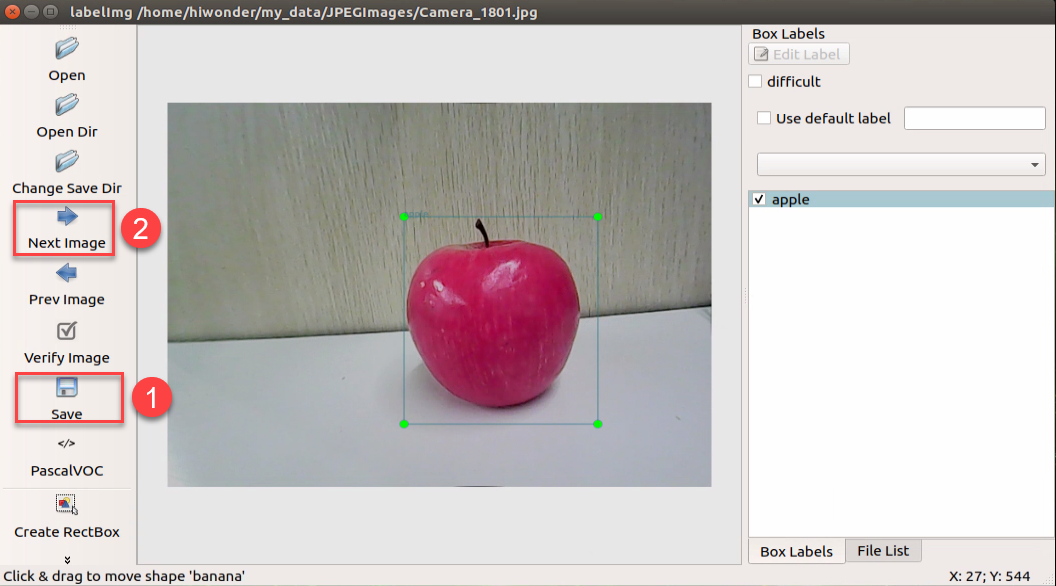 labelImg /home/hiwonder/my_data/JPEGImages/Camera_1801.jpg
Open
Open Dir
Change Save Dir
Next Image
2
Prev Image
Verify Image
Save
1
</>
PascalVOC
Create RectBox
apple
Box Labels
Edit Label
difficult
Use default label
apple
Box Labels File List
Click & drag to move shape 'banana'
X: 27; Y: 544